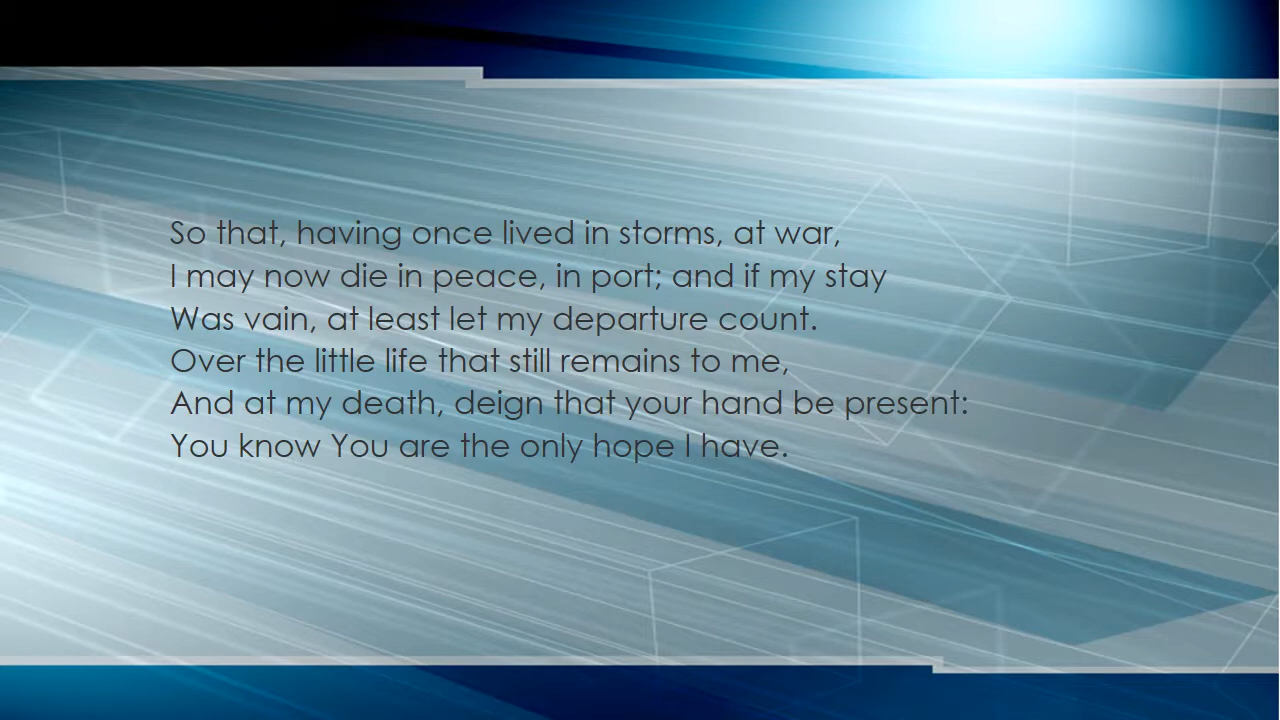 So that, having once lived in storms, at war,
I may now die in peace, in port; and if my stay
Was vain, at least let my departure count.
Over the little life that still remains to me,
And at my death, deign that your hand be present:
You know You are the only hope I have.